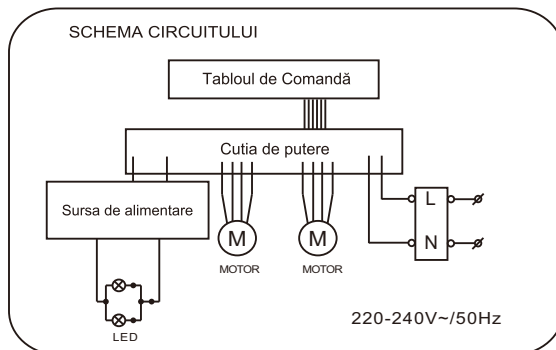 SCHEMA CIRCUITULUI
Tabloul de Comandă
Cutia de putere
Sursa de alimentare
L
N
M
M
MOTOR
MOTOR
LED
220-240V~/50Hz